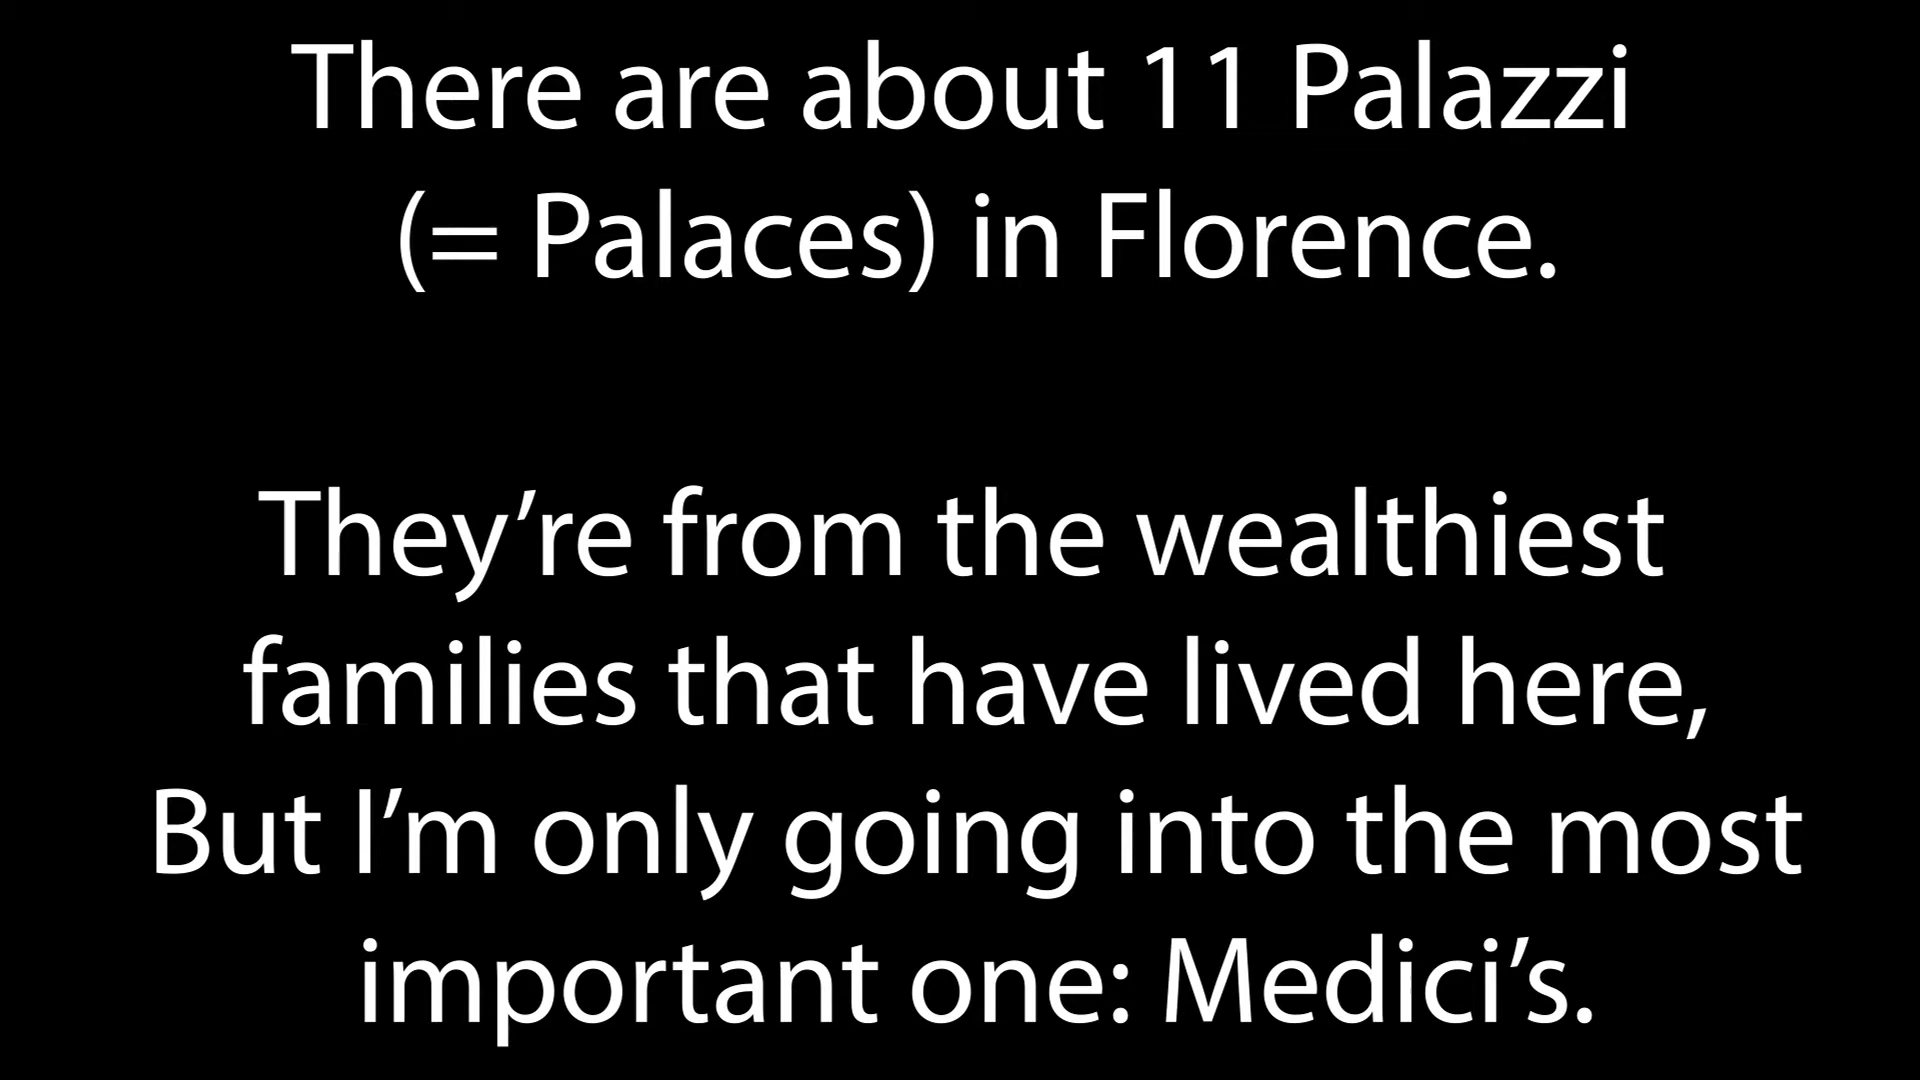 There are about 11 Palazzi
(= Palaces) in Florence.
They’re from the wealthiest
families that have lived here,
But I’m only going into the most
important one: Medici’s.